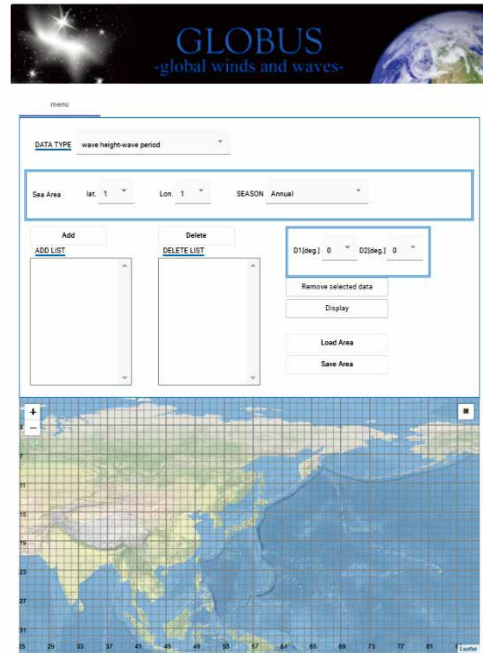 GLOBUS
-global winds and waves-
menu
DATA TYPE wave height-wave period
Sea Area lat. 1 Lon. 1 SEASON Annual
Add Delete
ADD LIST DELETE LIST D1[deg.] 0 D2[deg.] 0
Remove selected data
Display
Load Area
Save Area
+
−
3
7
11
15
19
23
27
31
25 29 33 37 41 45 49 53 57 61 65 69 73 77 81
Leaflet